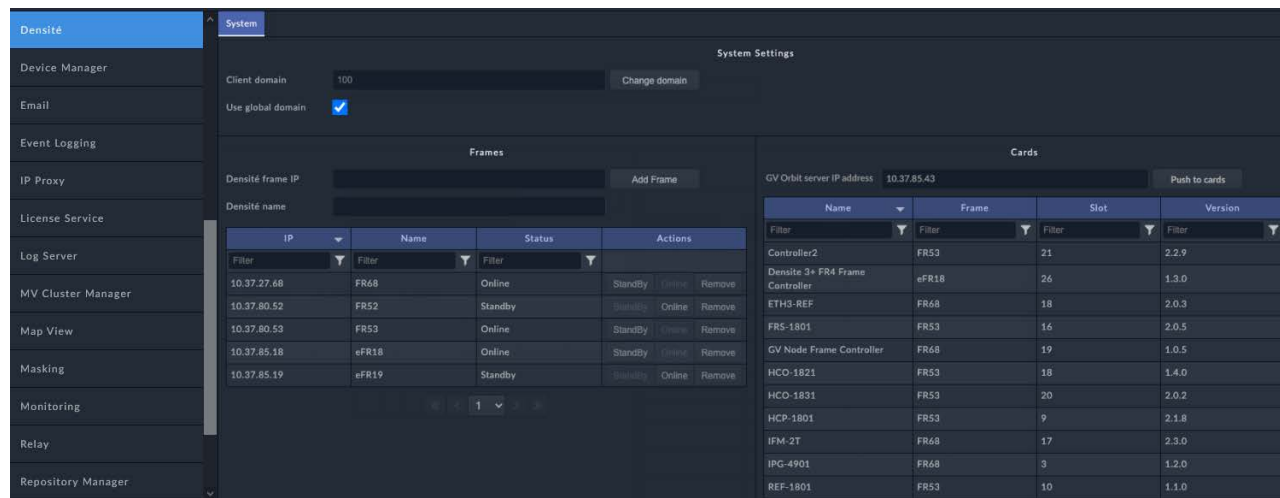 Densité
Device Manager
Email
Event Logging
IP Proxy
License Service
Log Server
MV Cluster Manager
Map View
Masking
Monitoring
Relay
Repository Manager
System
System Settings
Client domain 100 Change domain
Use global domain
Frames
Densité frame IP Add Frame
Densité name
IP Name Status Actions
Filter Filter Filter
10.37.27.68 FR68 Online StandBy Online Remove
10.37.80.52 FR52 Standby StandBy Online Remove
10.37.80.53 FR53 Online StandBy Online Remove
10.37.85.18 eFR18 Online StandBy Online Remove
10.37.85.19 eFR19 Standby StandBy Online Remove
1
Cards
GV Orbit server IP address 10.37.85.43 Push to cards
Name Frame Slot Version
Filter Filter Filter Filter
Controller2 FR53 21 2.2.9
Densite 3+ FR4 Frame
Controller eFR18 26 1.3.0
ETH3-REF FR68 18 2.0.3
FRS-1801 FR53 16 2.0.5
GV Node Frame Controller FR68 19 1.0.5
HCO-1821 FR53 18 1.4.0
HCO-1831 FR53 20 2.0.2
HCP-1801 FR53 9 2.1.8
IFM-2T FR68 17 2.3.0
IPG-4901 FR68 3 1.2.0
REF-1801 FR53 10 1.1.0